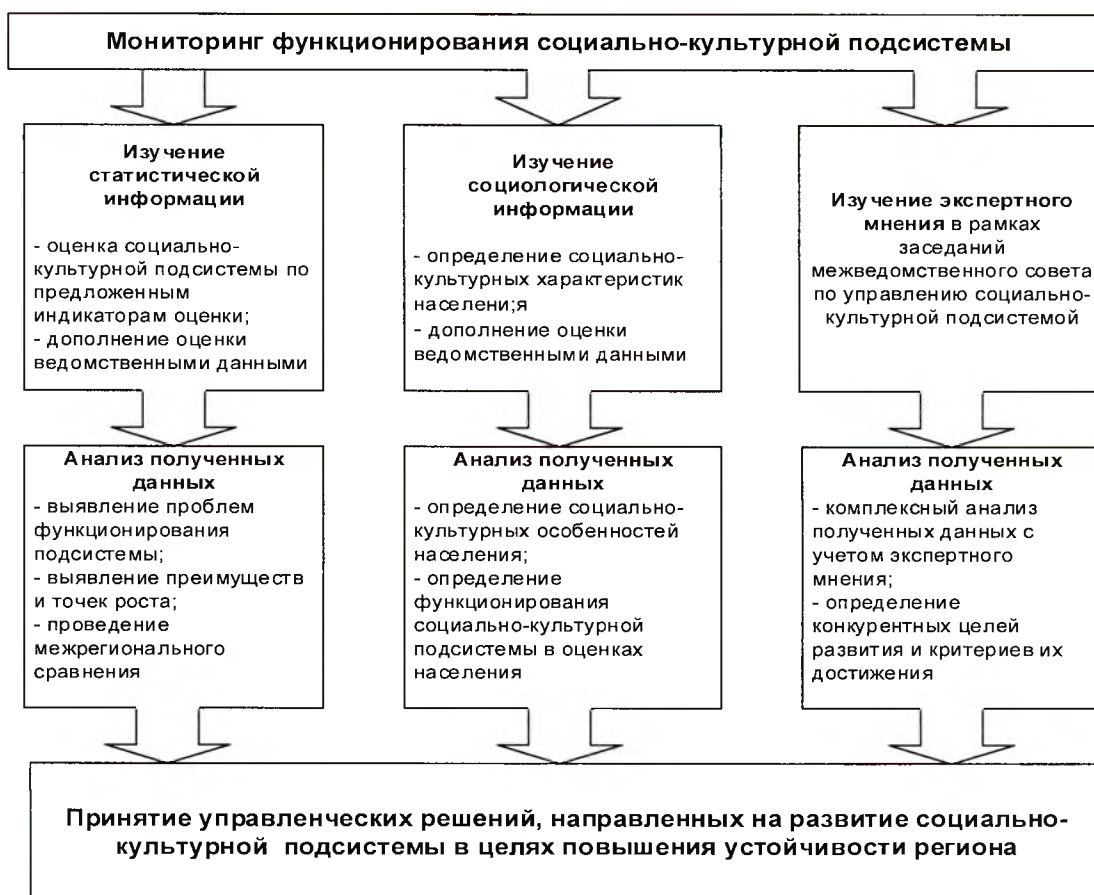 Мониторинг функционирования социально-культурной подсистемы
Изучение
статистической
информации
- оценка социально-
культурной подсистемы по
предложенным
индикаторам оценки;
- дополнение оценки
ведомственными данными
Изучение
социологической
информации
- определение социально-
культурных характеристик
населени;я
- дополнение оценки
ведомственными данными
Изучение экспертного
мнения в рамках
заседаний
межведомственного совета
по управлению социально-
культурной подсистемой
Анализ полученных
данных
- выявление проблем
функционирования
подсистемы;
- выявление преимуществ
и точек роста;
- проведение
межрегионального
сравнения
Анализ полученных
данных
- определение социально-
культурных особенностей
населения;
- определение
функционирования
социально-культурной
подсистемы в оценках
населения
Анализ полученных
данных
- комплексный анализ
полученных данных с
учетом экспертного
мнения;
- определение
конкурентных целей
развития и критериев их
достижения
Принятие управленческих решений, направленных на развитие социально-
культурной подсистемы в целях повышения устойчивости региона